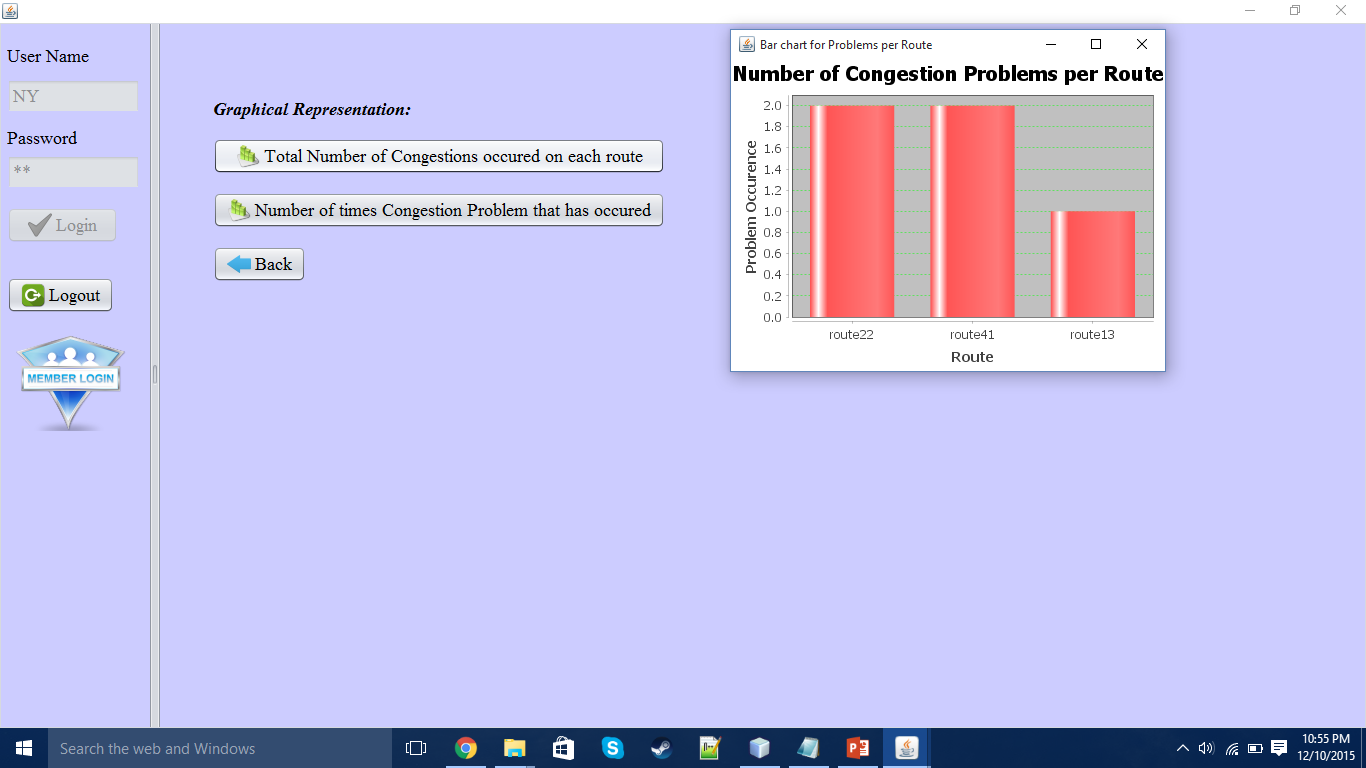 User Name
NY
Password
**
Login
Logout
MEMBER LOGIN
Graphical Representation:
Total Number of Congestions occured on each route
Number of times Congestion Problem that has occured
Back
Bar chart for Problems per Route
Number of Congestion Problems per Route
Problem Occurence
2.0
1.8
1.6
1.4
1.2
1.0
0.8
0.6
0.4
0.2
0.0
route22 route41 route13
Route
Search the web and Windows
10:55 PM
12/10/2015